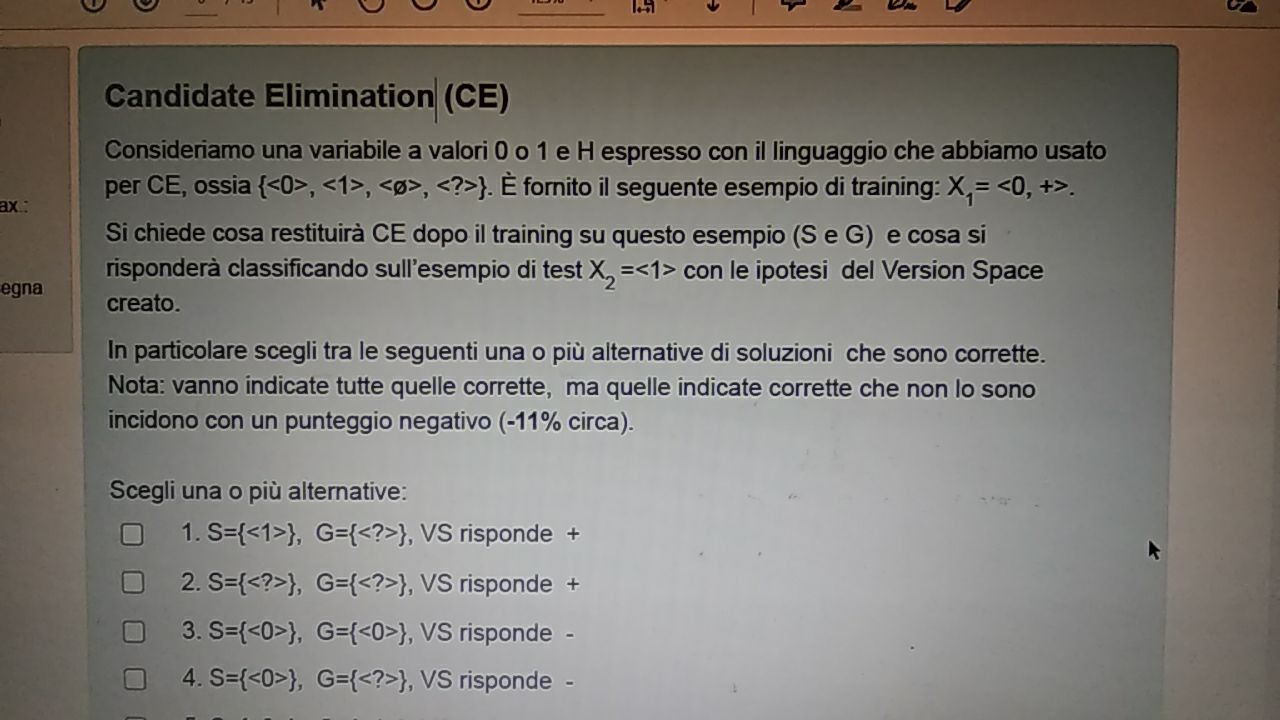 Candidate Elimination (CE)
Consideriamo una variabile a valori 0 o 1 e H espresso con il linguaggio che abbiamo usato
per CE, ossia {<0>, <1>, <ø>, <?>}. È fornito il seguente esempio di training: X₁= <0, +>.
ax.:
Si chiede cosa restituirà CE dopo il training su questo esempio (S e G) e cosa si
risponderà classificando sull'esempio di test X₂ =<1> con le ipotesi del Version Space
egna
creato.
In particolare scegli tra le seguenti una o più alternative di soluzioni che sono corrette.
Nota: vanno indicate tutte quelle corrette, ma quelle indicate corrette che non lo sono
incidono con un punteggio negativo (-11% circa).
Scegli una o più alternative:
1. S={<1>}, G={<?>}, VS risponde +
2. S={<?>}, G={<?>}, VS risponde +
3. S={<0>}, G={<0>}, VS risponde -
4. S={<0>}, G={<?>}, VS risponde -